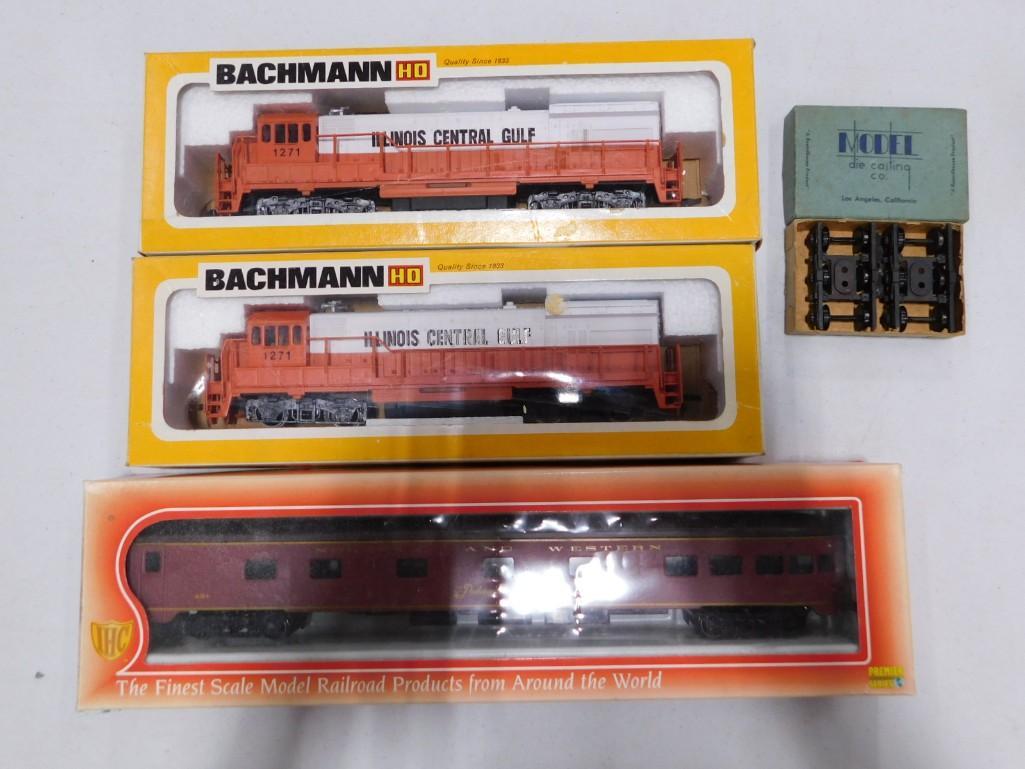 BACHMANN HO
Quality Since 1833
ILLINOIS CENTRAL GULF
1271
BACHMANN HO
Quality Since 1833
ILLINOIS CENTRAL GULF
1271
MODEL
die casting
co.
Los Angeles, California
AND WESTERN
IHC
The Finest Scale Model Railroad Products from Around the World
PREMIER
SERIES